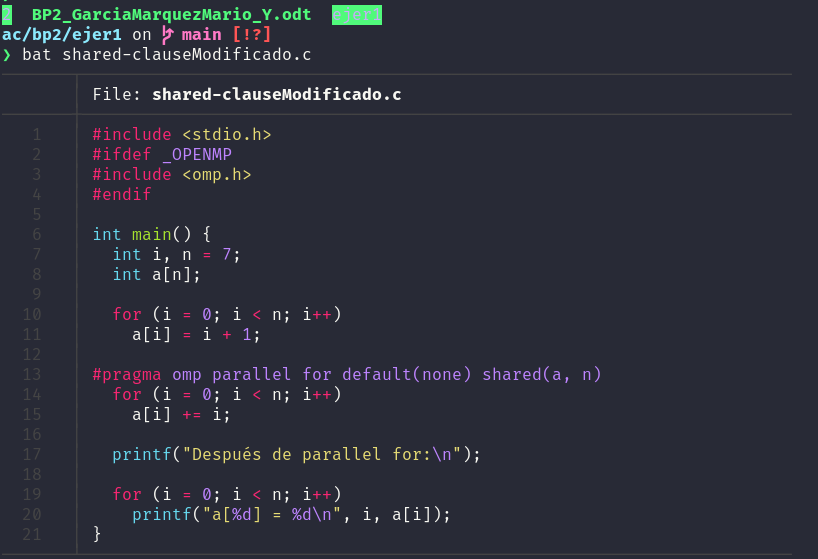 BP2_GarciaMarquezMario_Y.odt
ac/bp2/ejer1 on main [!?]
❯ bat shared-clauseModificado.c
File: shared-clauseModificado.c
1 #include <stdio.h>
2 #ifdef _OPENMP
3 #include <omp.h>
4 #endif
5
6 int main() {
7 int i, n = 7;
8 int a[n];
9
10 for (i = 0; i < n; i++)
11 a[i] = i + 1;
12
13 #pragma omp parallel for default(none) shared(a, n)
14 for (i = 0; i < n; i++)
15 a[i] += i;
16
17 printf("Después de parallel for:\n");
18
19 for (i = 0; i < n; i++)
20 printf("a[%d] = %d\n", i, a[i]);
21 }